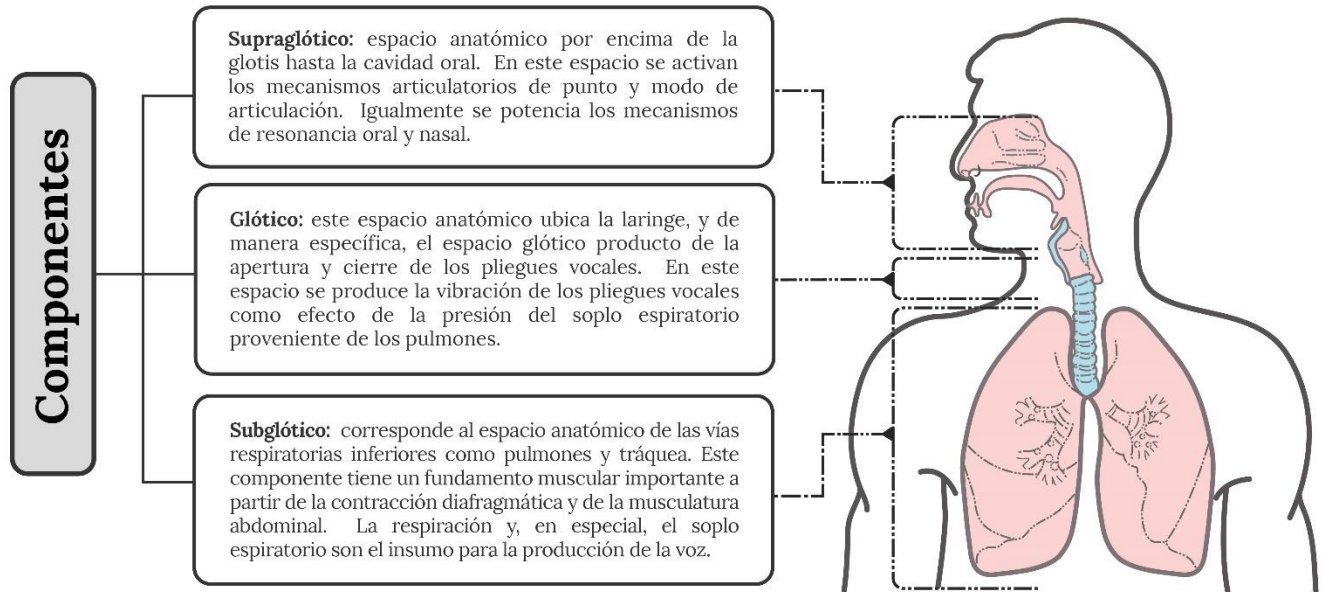 Componentes
Supraglótico: espacio anatómico por encima de la
glotis hasta la cavidad oral. En este espacio se activan
los mecanismos articulatorios de punto y modo de
articulación. Igualmente se potencia los mecanismos
de resonancia oral y nasal.
Glótico: este espacio anatómico ubica la laringe, y de
manera específica, el espacio glótico producto de la
apertura y cierre de los pliegues vocales. En este
espacio se produce la vibración de los pliegues vocales
como efecto de la presión del soplo espiratorio
proveniente de los pulmones.
Subglótico: corresponde al espacio anatómico de las vías
respiratorias inferiores como pulmones y tráquea. Este
componente tiene un fundamento muscular importante a
partir de la contracción diafragmática y de la musculatura
abdominal. La respiración y, en especial, el soplo
espiratorio son el insumo para la producción de la voz.